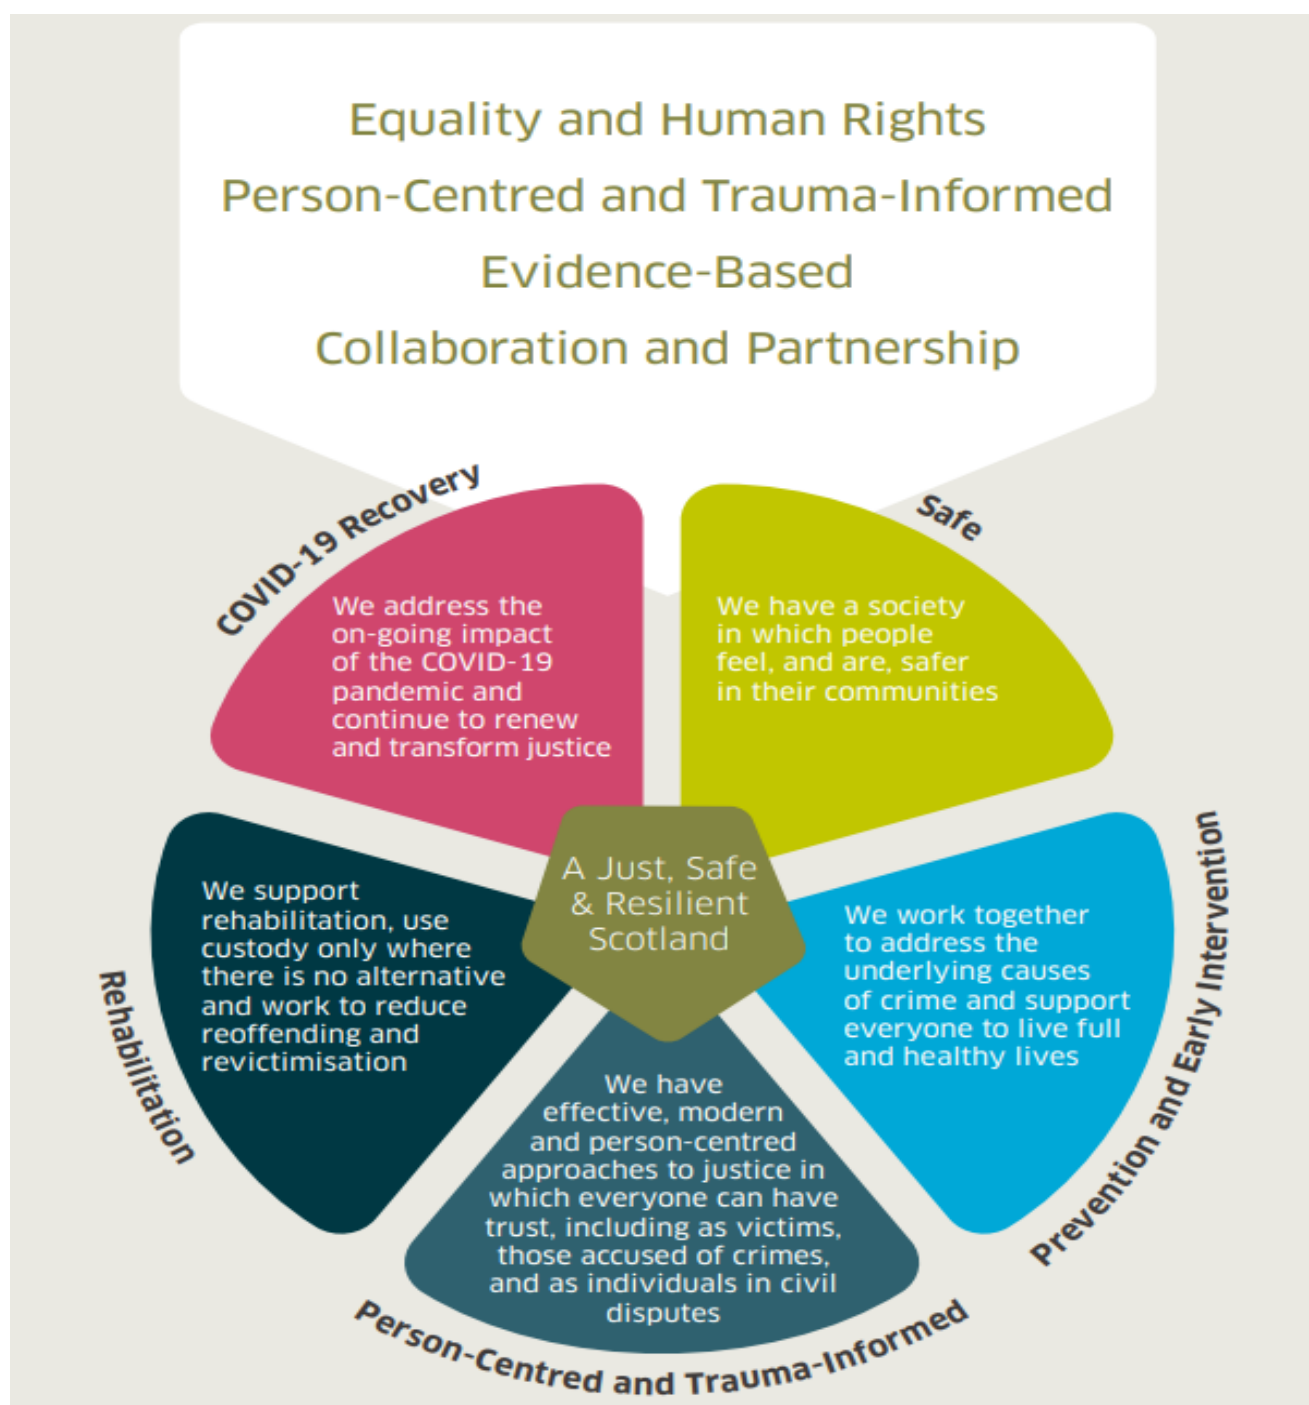 Equality and Human Rights
Person-Centred and Trauma-Informed
Evidence-Based
Collaboration and Partnership
COVID-19 Recovery
We address the
on-going impact
of the COVID-19
pandemic and
continue to renew
and transform justice
Safe
We have a society
in which people
feel, and are, safer
in their communities
A Just, Safe
& Resilient
Scotland
Rehabilitation
We support
rehabilitation, use
custody only where
there is no alternative
and work to reduce
reoffending and
revictimisation
We work together
to address the
underlying causes
of crime and support
everyone to live full
and healthy lives
Prevention and Early Intervention
We have
effective, modern
and person-centred
approaches to justice in
which everyone can have
trust, including as victims,
those accused of crimes,
and as individuals in civil
disputes
Person-Centred and Trauma-Informed